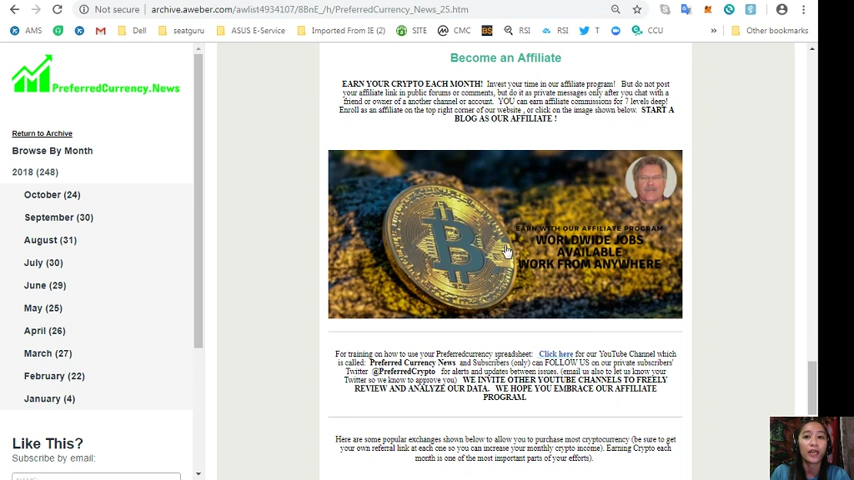 archive.aweber.com/awlist4934107/8BnE_/h/PreferredCurrency_News_25.htm
AMS
Dell
seatguru
ASUS E-Service
Imported From IE (2)
SITE
CMC
BS
RSI
RSI
T
CCU
»
Other bookmarks
PreferredCurrency.News
Return to Archive
Browse By Month
2018 (248)
October (24)
September (30)
August (31)
July (30)
June (29)
May (25)
April (26)
March (27)
February (22)
January (4)
Like This?
Subscribe by email:
NAME:
Become an Affiliate
EARN YOUR CRYPTO EACH MONTH! Invest your time in our affiliate program! But do not post
your affiliate link in public forums or comments, but do it as private messages only after you chat with a
friend or owner of a another channel or account. YOU can earn affiliate commissions for 7 levels deep!
Enroll as an affiliate on the top right corner of our website , or click on the image shown below. START A
BLOG AS OUR AFFILIATE !
EARN WITH OUR AFFILIATE PROGRAM
WORLDWIDE JOBS
AVAILABLE
WORK FROM ANYWHERE
For training on how to use your Preferredcurrency spreadsheet: Click here for our YouTube Channel which
is called: Preferred Currency News and Subscribers (only) can FOLLOW US on our private subscribers'
Twitter @PreferredCrypto for alerts and updates between issues. (email us also to let us know your
Twitter so we know to approve you) WE INVITE OTHER YOUTUBE CHANNELS TO FREELY
REVIEW AND ANALYZE OUR DATA. WE HOPE YOU EMBRACE OUR AFFILIATE
PROGRAM.
Here are some popular exchanges shown below to allow you to purchase most cryptocurrency (be sure to get
your own referral link at each one so you can increase your monthly crypto income). Earning Crypto each
month is one of the most important parts of your efforts).